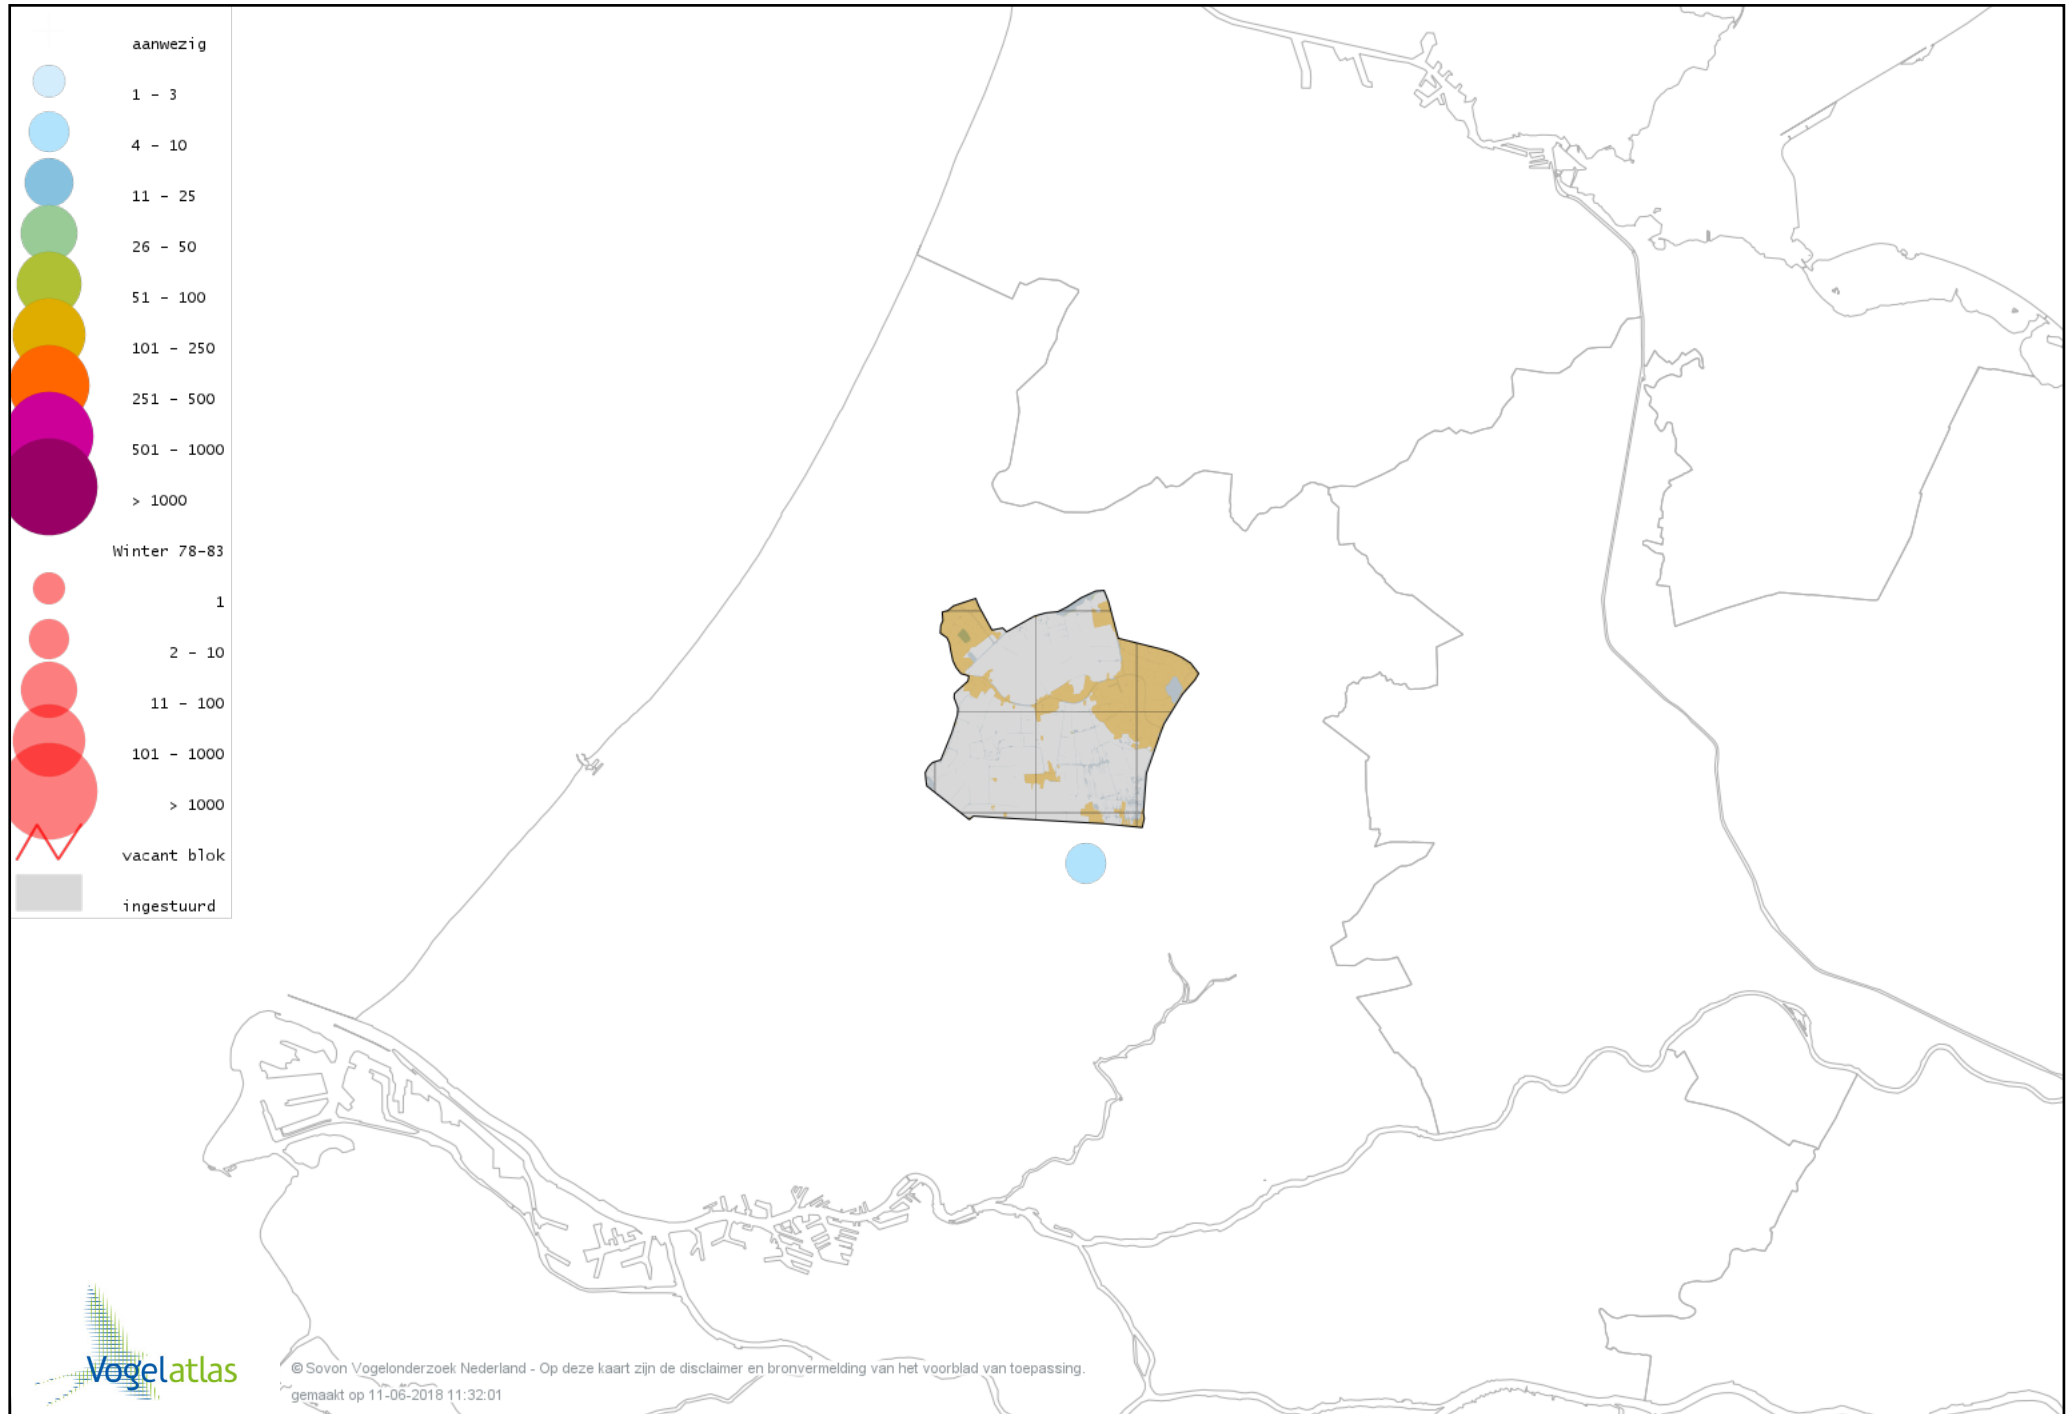 aanwezig
1 - 3
4 - 10
11 - 25
26 - 50
51 - 100
101 - 250
251 - 500
501 - 1000
> 1000
Winter 78-83
1
2 - 10
11 - 100
101 - 1000
> 1000
vacant blok
ingestuurd
Vogelatlas
© Sovon Vogelonderzoek Nederland - Op deze kaart zijn de disclaimer en bronvermelding van het voorblad van toepassing.
gemaakt op 11-06-2018 11:32:01